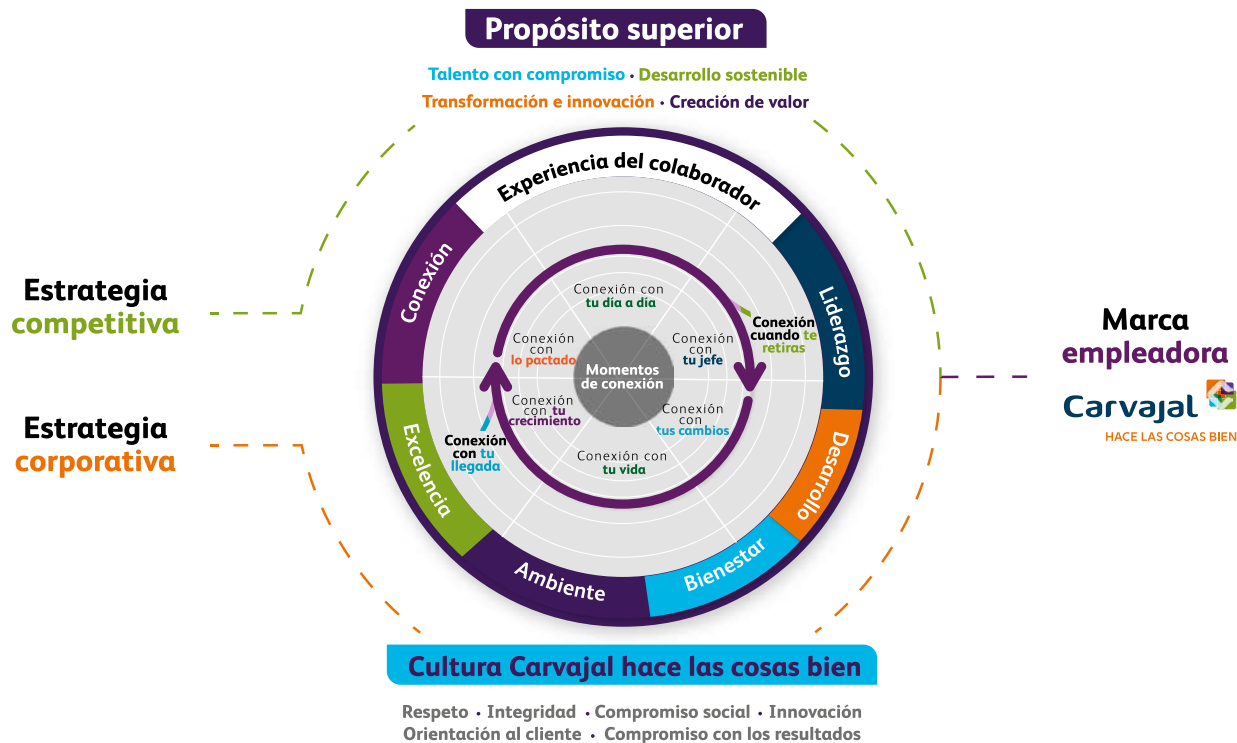 Propósito superior
Talento con compromiso · Desarrollo sostenible
Transformación e innovación · Creación de valor
Experiencia del colaborador
Conexión
Liderazgo
Desarrollo
Bienestar
Ambiente
Excelencia
Estrategia
competitiva
Estrategia
corporativa
Conexión con
tu día a día
Conexión
cuando te
retiras
Conexión
con
lo pactado
Conexión
con
tu jefe
Momentos
de conexión
Conexión
con tu
crecimiento
Conexión
con
tus cambios
Conexión
con tu
llegada
Conexión con
tu vida
Marca
empleadora
Carvajal
HACE LAS COSAS BIEN
Cultura Carvajal hace las cosas bien
Respeto · Integridad · Compromiso social · Innovación
Orientación al cliente · Compromiso con los resultados